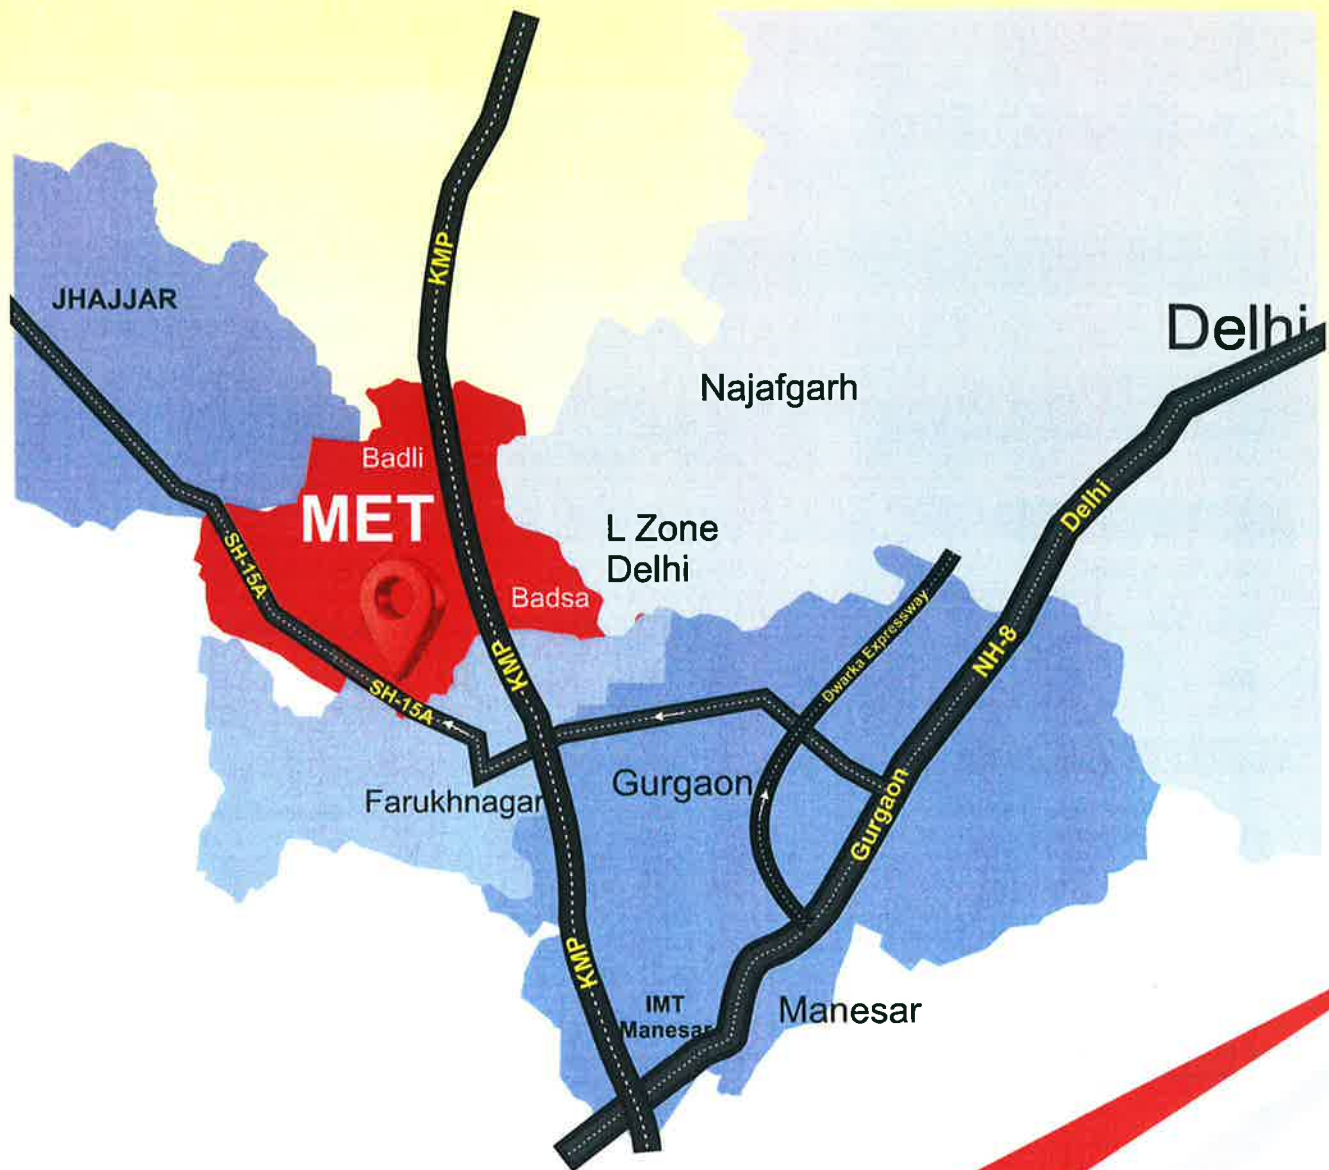 KMP
JHAJJAR
Delhi
Najafgarh
Badli
MET
Delhi
L Zone
Delhi
SH-15A
Badsa
Dwarka Expressway
NH-8
KMP
SH-15A
Gurgaon
Farukhnagar
Gurgaon
KMP
IMT
Manesar
Manesar